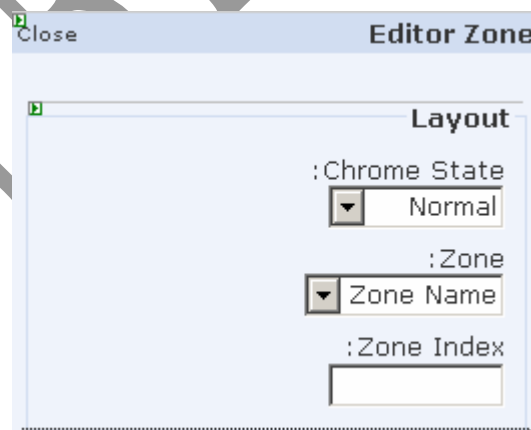 Editor Zone Close
Layout
:Chrome State
Normal
:Zone
Zone Name
:Zone Index